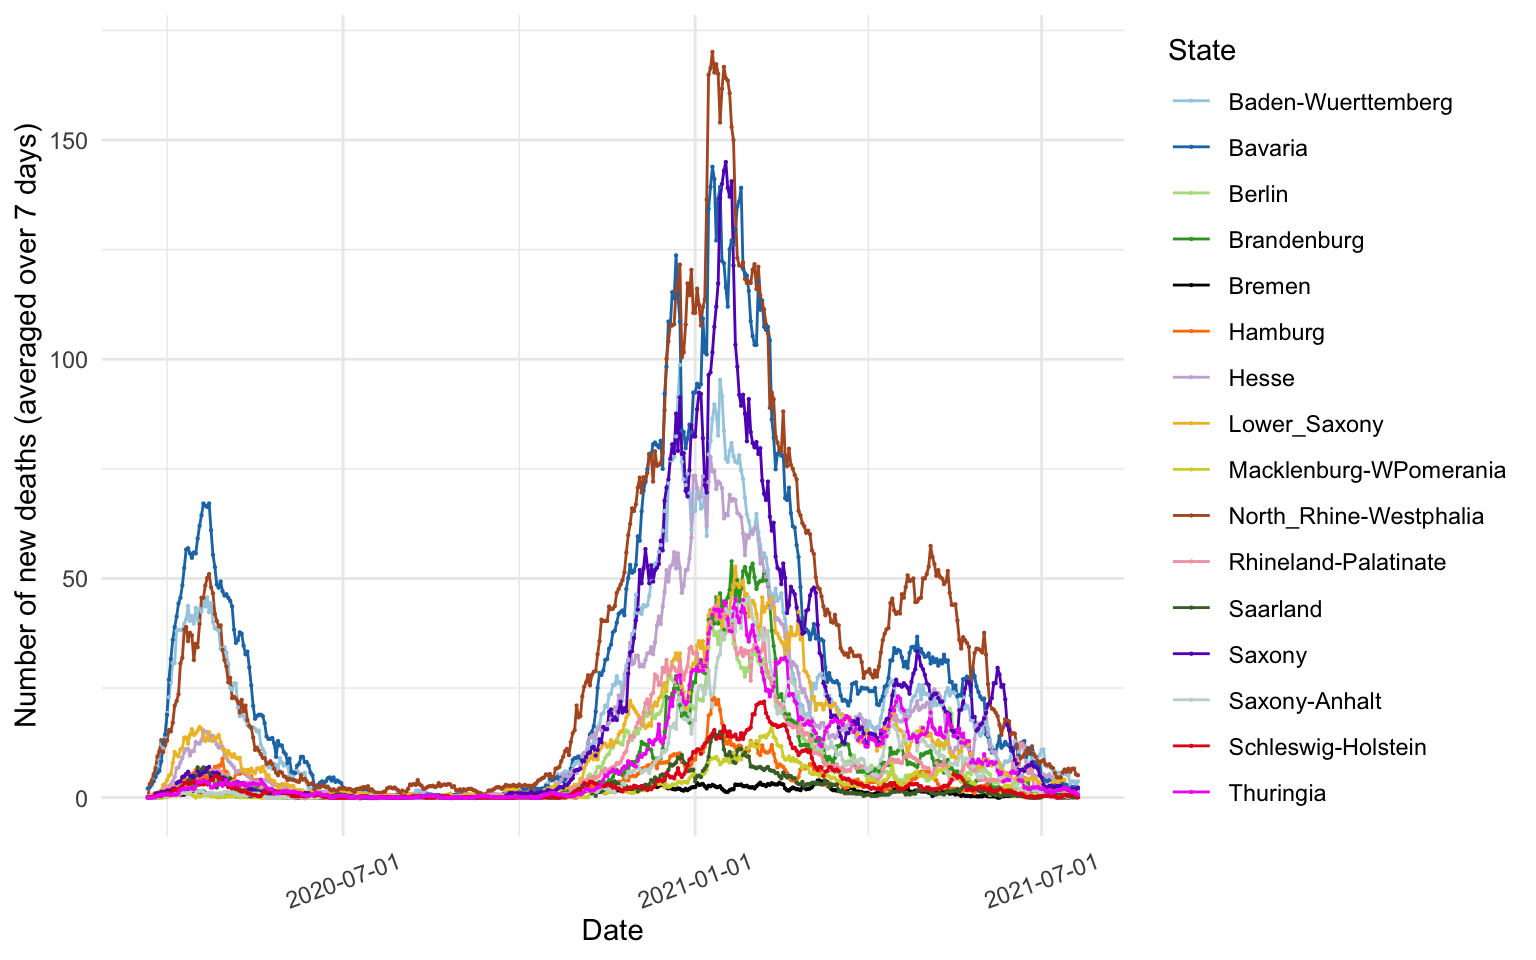 Number of new deaths (averaged over 7 days)
150
100
50
0
2020-07-01
2021-01-01
2021-07-01
Date
State
Baden-Wuerttemberg
Bavaria
Berlin
Brandenburg
Bremen
Hamburg
Hesse
Lower_Saxony
Macklenburg-WPomerania
North_Rhine-Westphalia
Rhineland-Palatinate
Saarland
Saxony
Saxony-Anhalt
Schleswig-Holstein
Thuringia